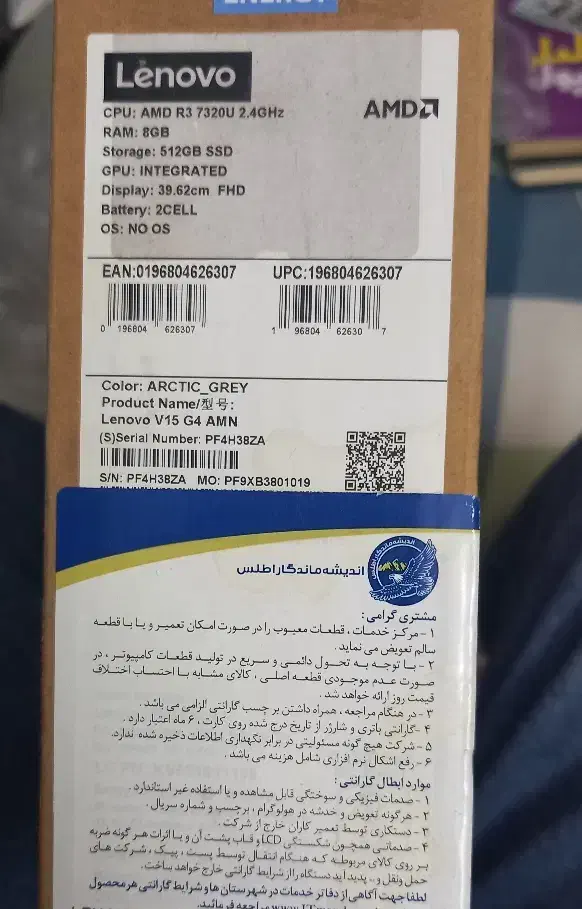 ENERGY
Lenovo
CPU: AMD R3 7320U 2.4GHz
AMD
RAM: 8GB
Storage: 512GB SSD
GPU: INTEGRATED
Display: 39.62cm FHD
Battery: 2CELL
OS: NO OS
EAN:0196804626307 UPC:196804626307
0 196804 626307 1 96804 62630 7
Color: ARCTIC_GREY
Product Name/型号:
Lenovo V15 G4 AMN
(S)Serial Number: PF4H38ZA
S/N: PF4H38ZA MO: PF9XB3801019
اندیشه ماندگار اطلس
مشتری گرامی:
۱- مرکز خدمات ، قطعات معیوب را در صورت امکان تعمیر و یا با قطعه
سالم تعویض می نماید.
۲- با توجه به تحول دائمی و سریع در تولید قطعات کامپیوتر ، در
صورت عدم موجودی قطعه اصلی ، کالای مشابه با احتساب اختلاف
قیمت روز ارائه خواهد شد.
۳- در هنگام مراجعه ، همراه داشتن بر چسب گارانتی الزامی می باشد.
۴- گارانتی باتری و شارژر از تاریخ درج شده روی کارت ، ۶ ماه اعتبار دارد.
۵- شرکت هیچ گونه مسئولیتی در برابر نگهداری اطلاعات ذخیره شده ندارد.
۶- رفع اشکال نرم افزاری شامل هزینه می باشد.
موارد ابطال گارانتی:
۱- صدمات فیزیکی و سوختگی قابل مشاهده و یا استفاده غیر استاندارد.
۲- هرگونه تعویض و خدشه در هولوگرام ، برچسب و شماره سریال.
۳- دستکاری توسط تعمیر کاران خارج از شرکت.
۴- صدماتی همچون شکستگی LCD و قاب پشت آن و یا اثرات هر گونه ضربه
بر روی کالای مربوطه که هنگام انتقال توسط پست ، پیک ، شرکت های
حمل ونقل و.. پدید آید دستگاه را از شرایط گارانتی خارج خواهد ساخت.
لطفا جهت آگاهی از دفاتر خدمات در شهرستان ها و شرایط گارانتی هر محصول
مراجعه فرمائید.